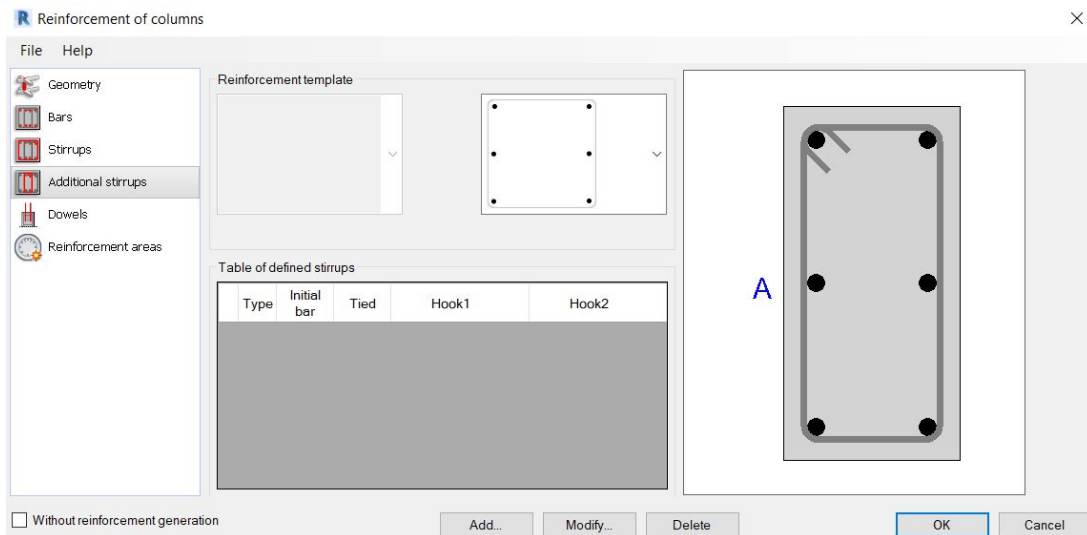 R Reinforcement of columns
File Help
Geometry
Bars
Stirrups
Additional stirrups
Dowels
Reinforcement areas
Reinforcement template
Table of defined stirrups
Type Initial bar Tied Hook1 Hook2
A
Without reinforcement generation
Add... Modify... Delete OK Cancel